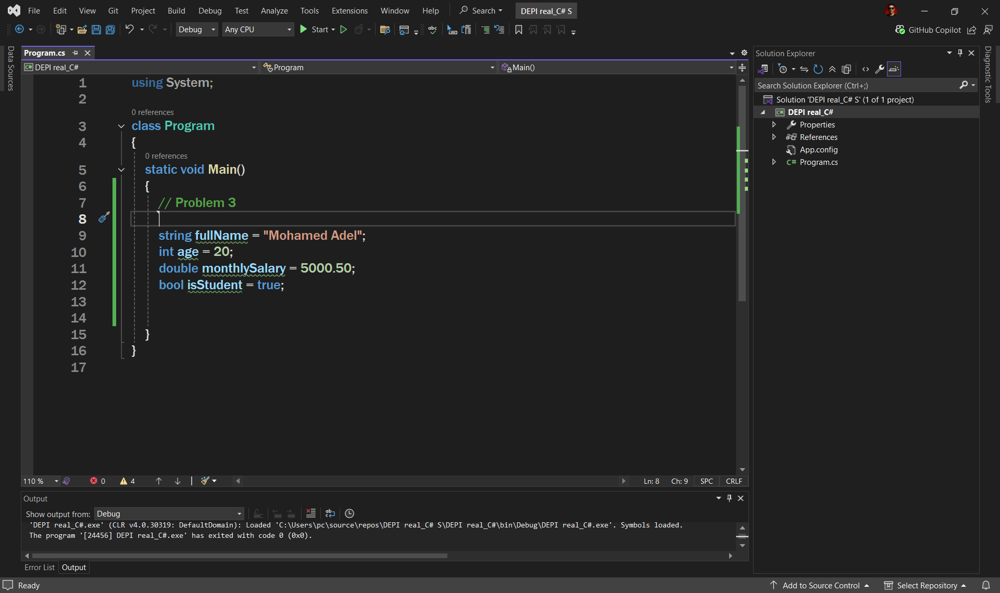 File Edit View Git Project Build Debug Test Analyze Tools Extensions Window Help Search DEPI real_C# S
Debug Any CPU Start abc GitHub Copilot
Data Sources
Program.cs
DEPI real_C# Program Main()
1 using System;
2
0 references
3 class Program
4 {
0 references
5 static void Main()
6 {
7 // Problem 3
8
9 string fullName = "Mohamed Adel";
10 int age = 20;
11 double monthlySalary = 5000.50;
12 bool isStudent = true;
13
14
15 }
16 }
17
110 % 0 4 Ln: 8 Ch: 9 SPC CRLF
Output
Show output from: Debug
'DEPI real_C#.exe' (CLR v4.0.30319: DefaultDomain): Loaded 'C:\Users\pc\source\repos\DEPI real_C# S\DEPI real_C#\bin\Debug\DEPI real_C#.exe'. Symbols loaded.
The program '[24456] DEPI real_C#.exe' has exited with code 0 (0x0).
Error List Output
Solution Explorer
Search Solution Explorer (Ctrl+;)
Solution 'DEPI real_C# S' (1 of 1 project)
C# DEPI real_C#
Properties
References
App.config
C# Program.cs
Diagnostic Tools
Ready Add to Source Control Select Repository